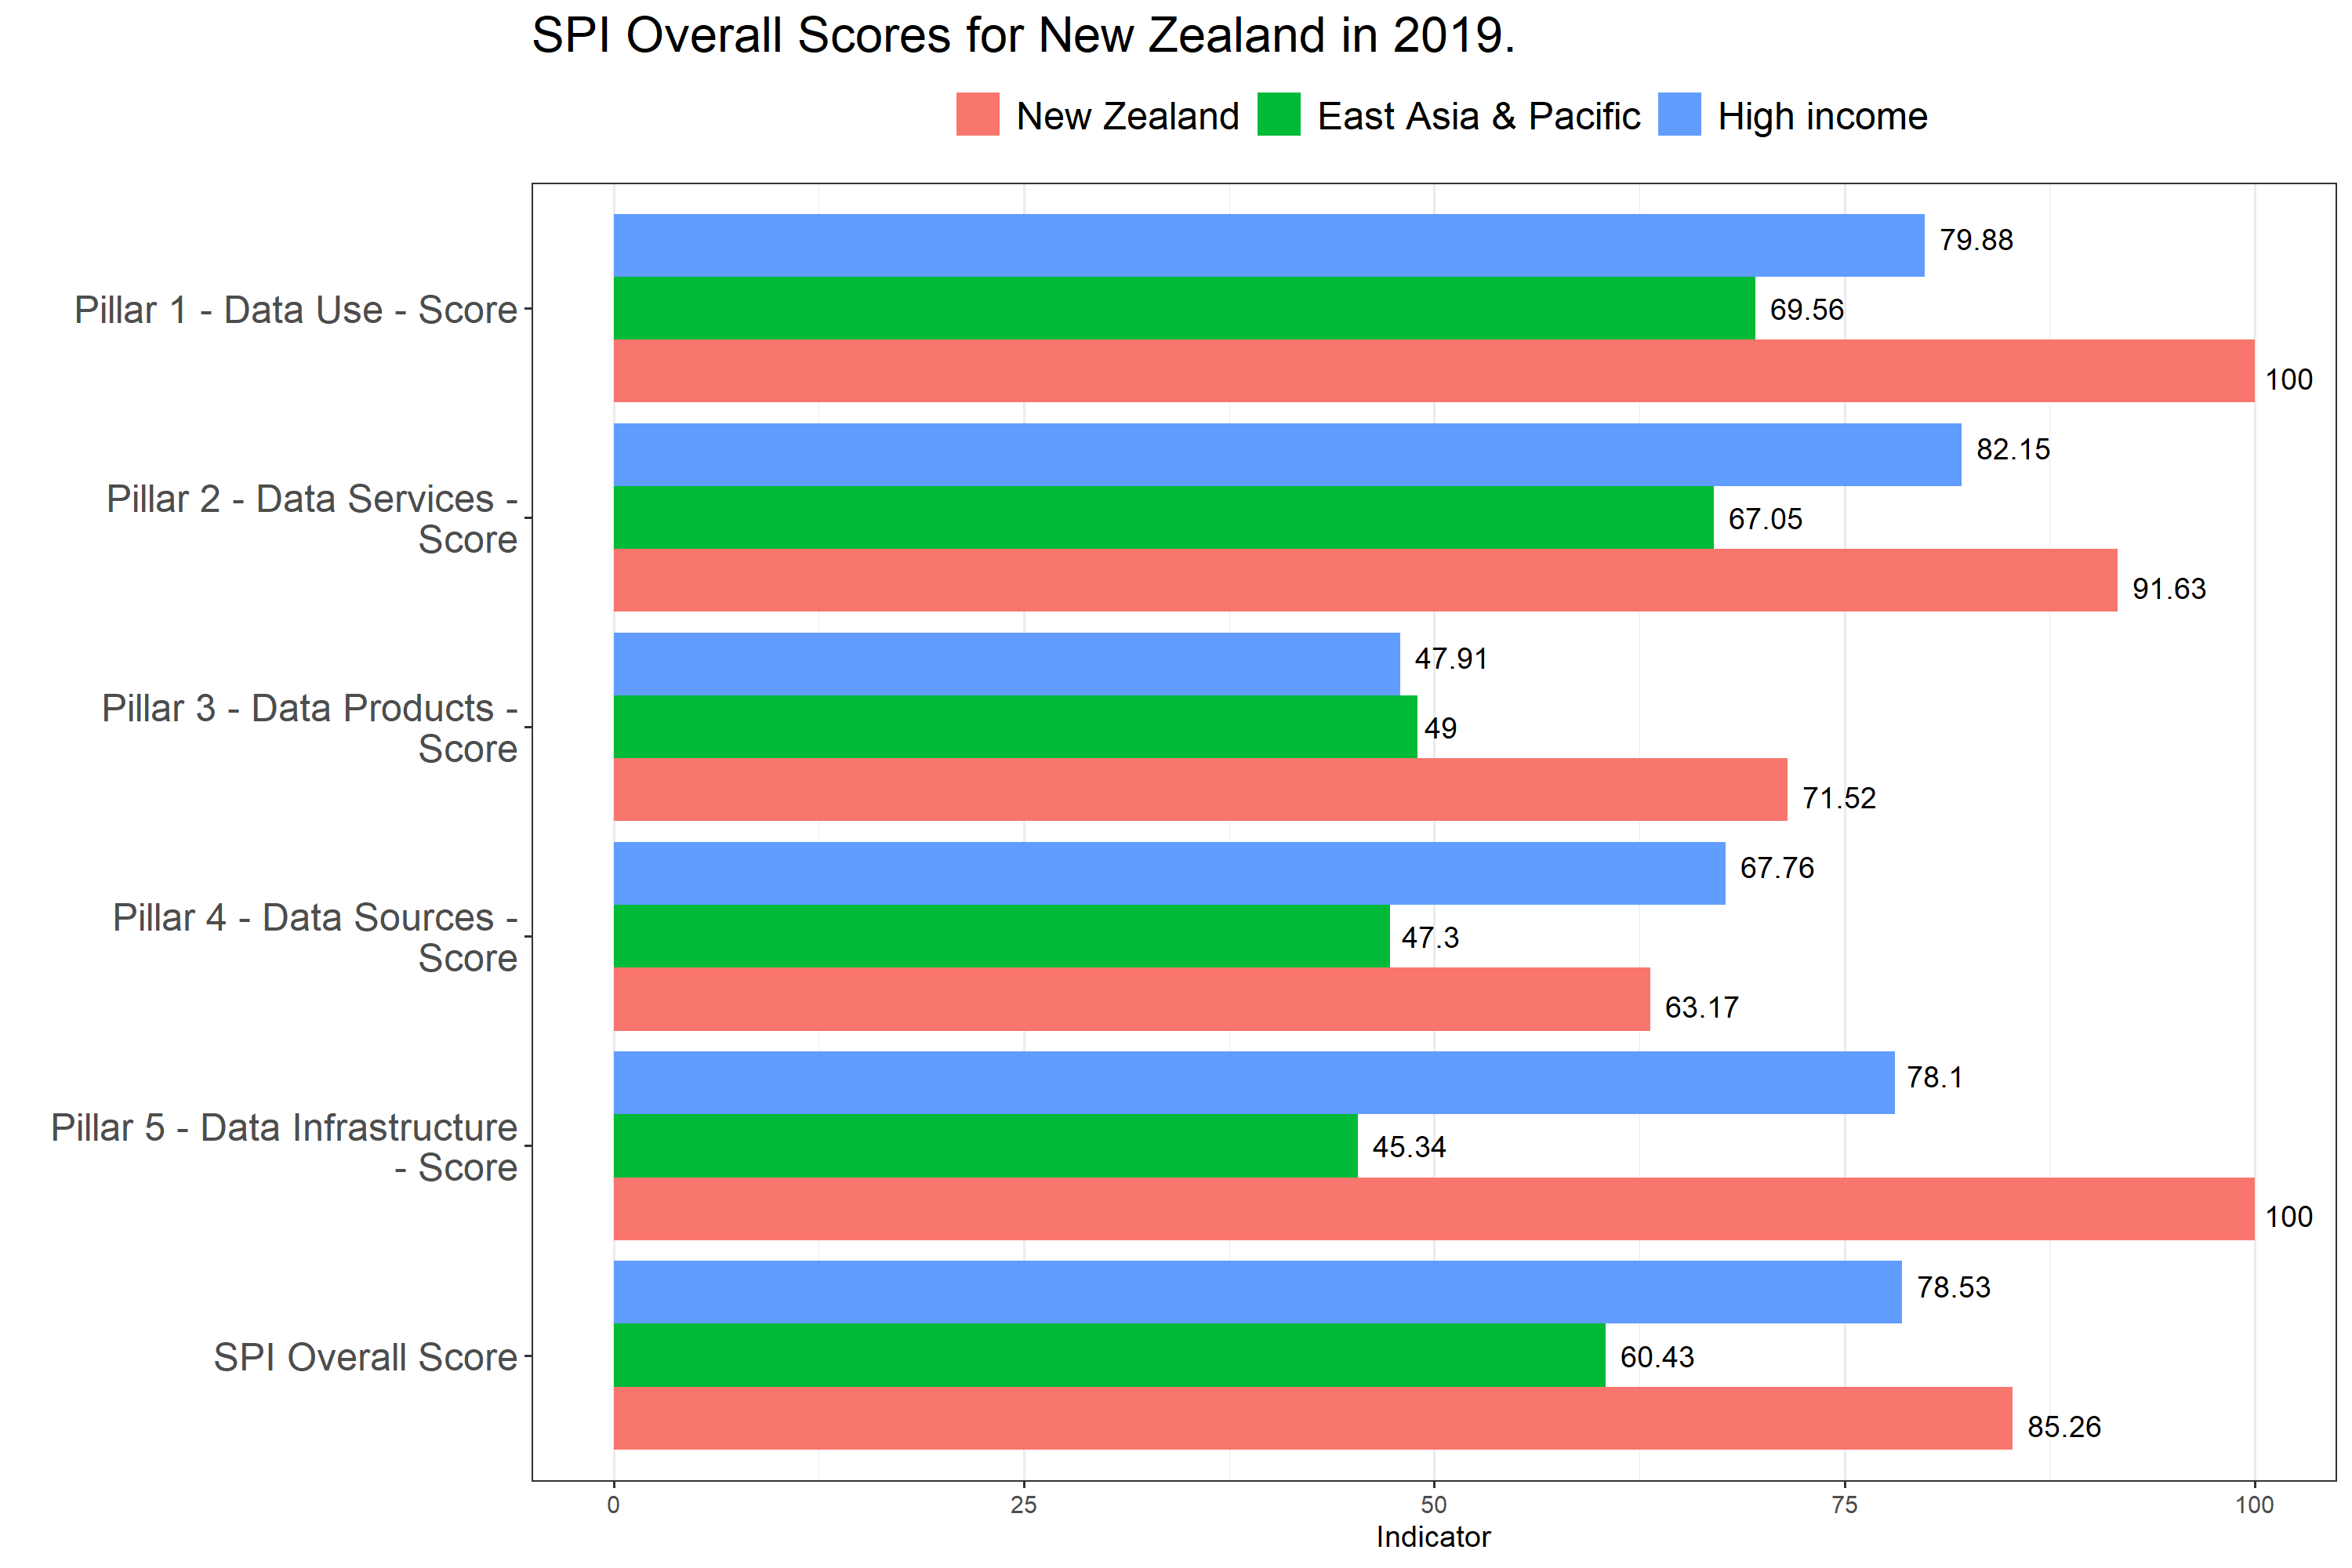 SPI Overall Scores for New Zealand in 2019.
New Zealand East Asia & Pacific High income
Pillar 1 - Data Use - Score
79.88
69.56
100
Pillar 2 - Data Services -
Score
82.15
67.05
91.63
Pillar 3 - Data Products -
Score
47.91
49
71.52
Pillar 4 - Data Sources -
Score
67.76
47.3
63.17
Pillar 5 - Data Infrastructure
- Score
78.1
45.34
100
SPI Overall Score
78.53
60.43
85.26
0 25 50 75 100
Indicator